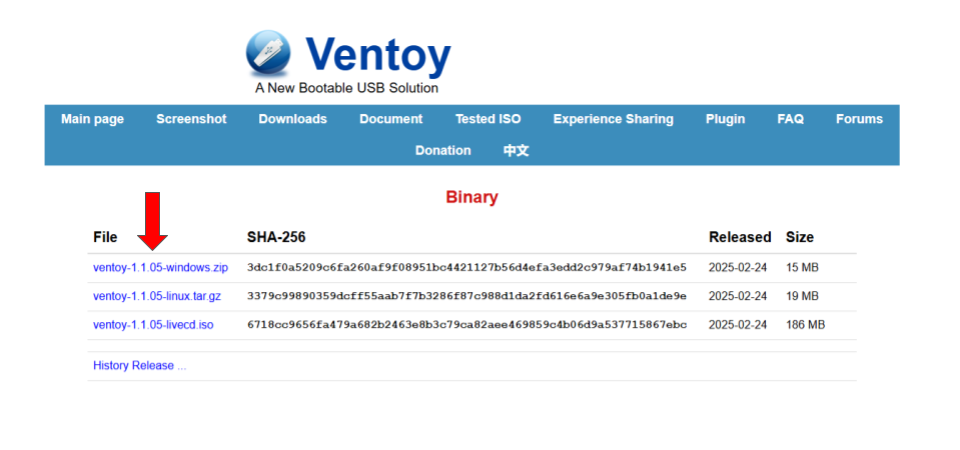 Ventoy
A New Bootable USB Solution
Main page Screenshot Downloads Document Tested ISO Experience Sharing Plugin FAQ Forums
Donation 中文
Binary
File SHA-256 Released Size
ventoy-1.1.05-windows.zip 3dc1f0a5209c6fa260af9f08951bc4421127b56d4efa3edd2c979af74b1941e5 2025-02-24 15 MB
ventoy-1.1.05-linux.tar.gz 3379c99890359dcff55aab7f7b3286f87c988d1da2fd616e6a9e305fb0a1de9e 2025-02-24 19 MB
ventoy-1.1.05-livecd.iso 6718cc9656fa479a682b2463e8b3c79ca82aee469859c4b06d9a537715867ebc 2025-02-24 186 MB
History Release ...